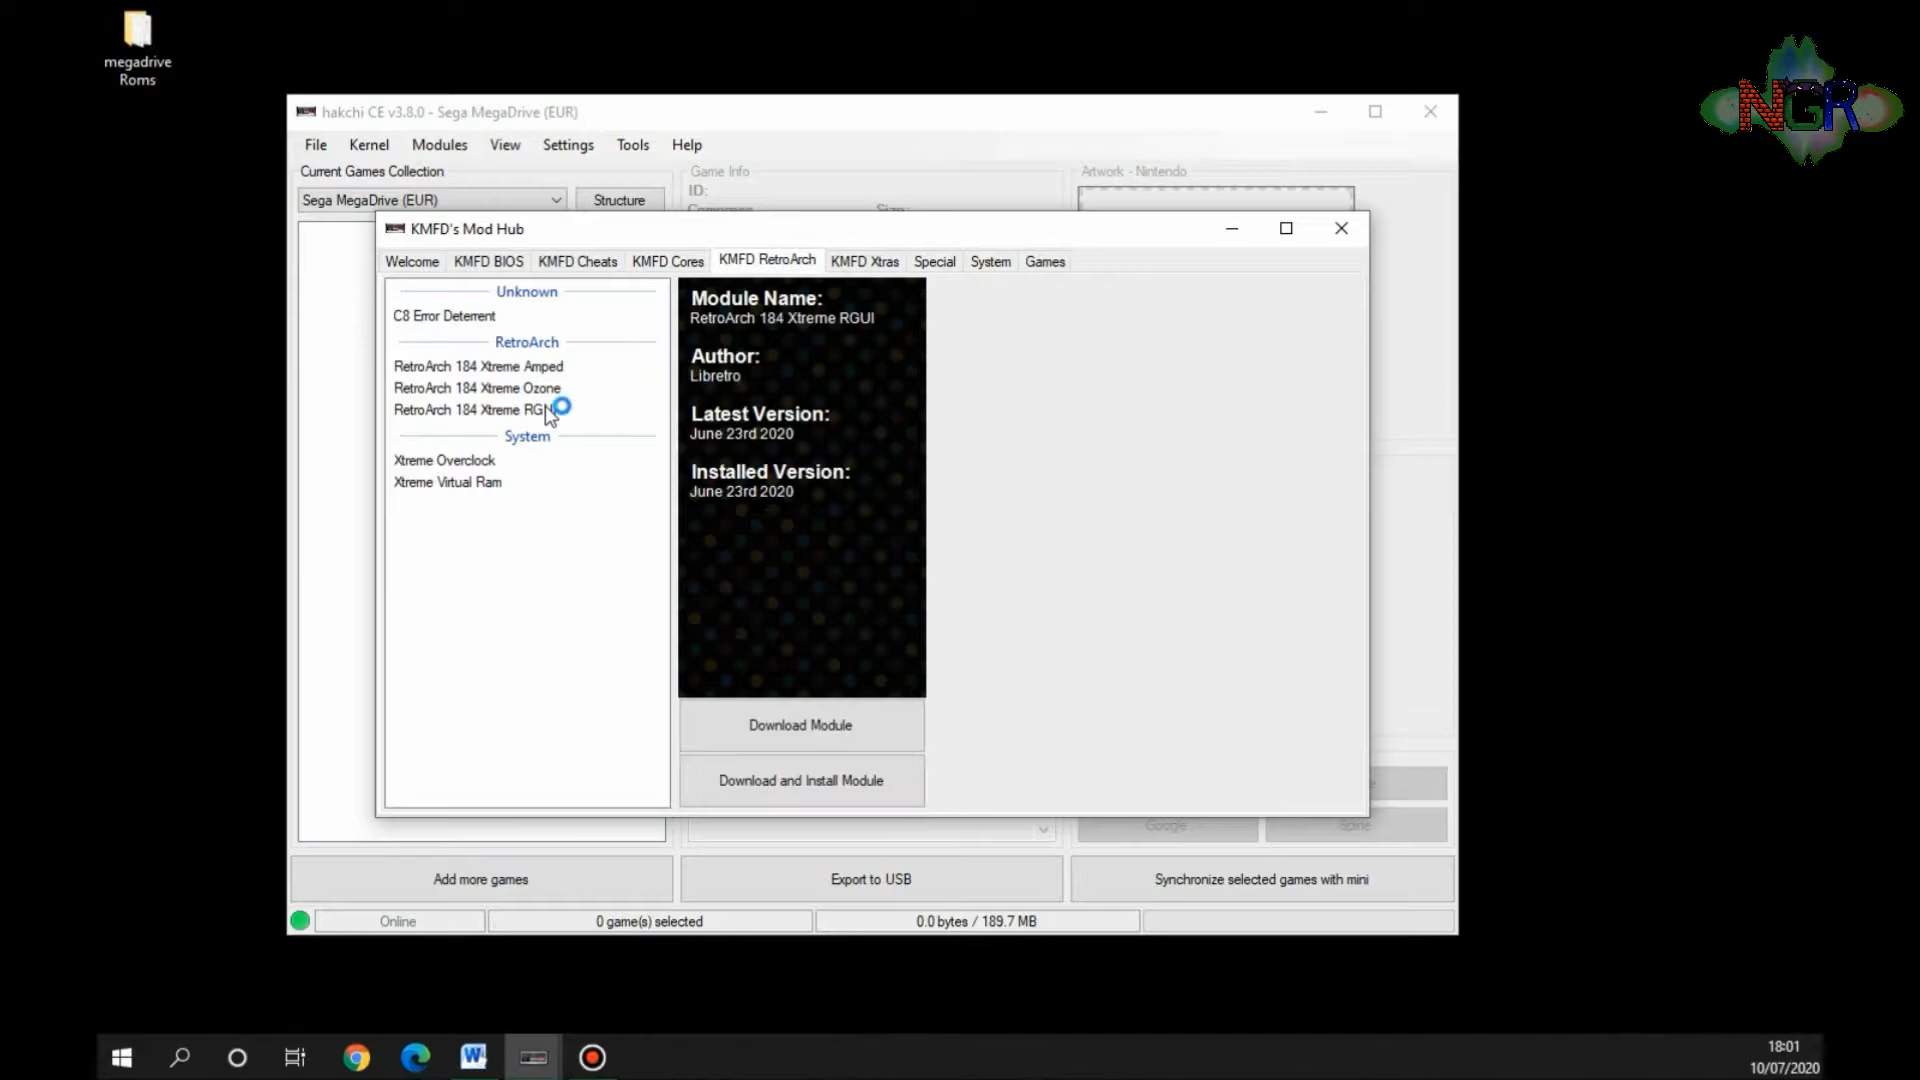 megadrive
Roms
NGR
hakchi CE v3.8.0 - Sega MegaDrive (EUR)
File Kernel Modules View Settings Tools Help
Current Games Collection
Game Info
Artwork - Nintendo
Sega MegaDrive (EUR)
Structure
ID:
Size:
KMFD's Mod Hub
Welcome KMFD BIOS KMFD Cheats KMFD Cores KMFD RetroArch KMFD Xtras Special System Games
Unknown
C8 Error Deterrent
RetroArch
RetroArch 184 Xtreme Amped
RetroArch 184 Xtreme Ozone
RetroArch 184 Xtreme
System
Xtreme Overclock
Xtreme Virtual Ram
Module Name:
RetroArch 184 Xtreme RGUI
Author:
Libretro
Latest Version:
June 23rd 2020
Installed Version:
June 23rd 2020
Download Module
Download and Install Module
Google
Spine
Add more games
Export to USB
Synchronize selected games with mini
Online
0 game(s) selected
0.0 bytes / 189.7 MB
18:01
10/07/2020